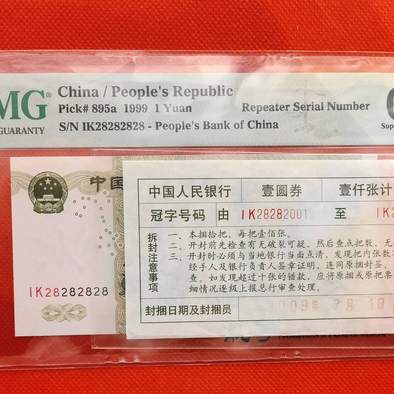 MG
GUARANTY
China / People's Republic
Pick# 895a 1999 1 Yuan
Repeater Serial Number
S/N IK28282828 - People's Bank of China
6
Supe
中国
IK28282828
中国人民银行 壹圆券 壹仟张计
冠字号码 由 IK28282001 至 IK2
拆封注意事项
一、本捆拾把,每把壹佰张。
二、开封前先检查有无破裂可疑,然后查点把数,无
三、开封时必须与当地银行当面点清,发现把内张数不
经手人及银行负责人签章证明,连同原捆封签、
查,如发现超过十张的错款,应将原捆或原把票
细情况逐级上报总行审查处理。
封捆日期及封捆员